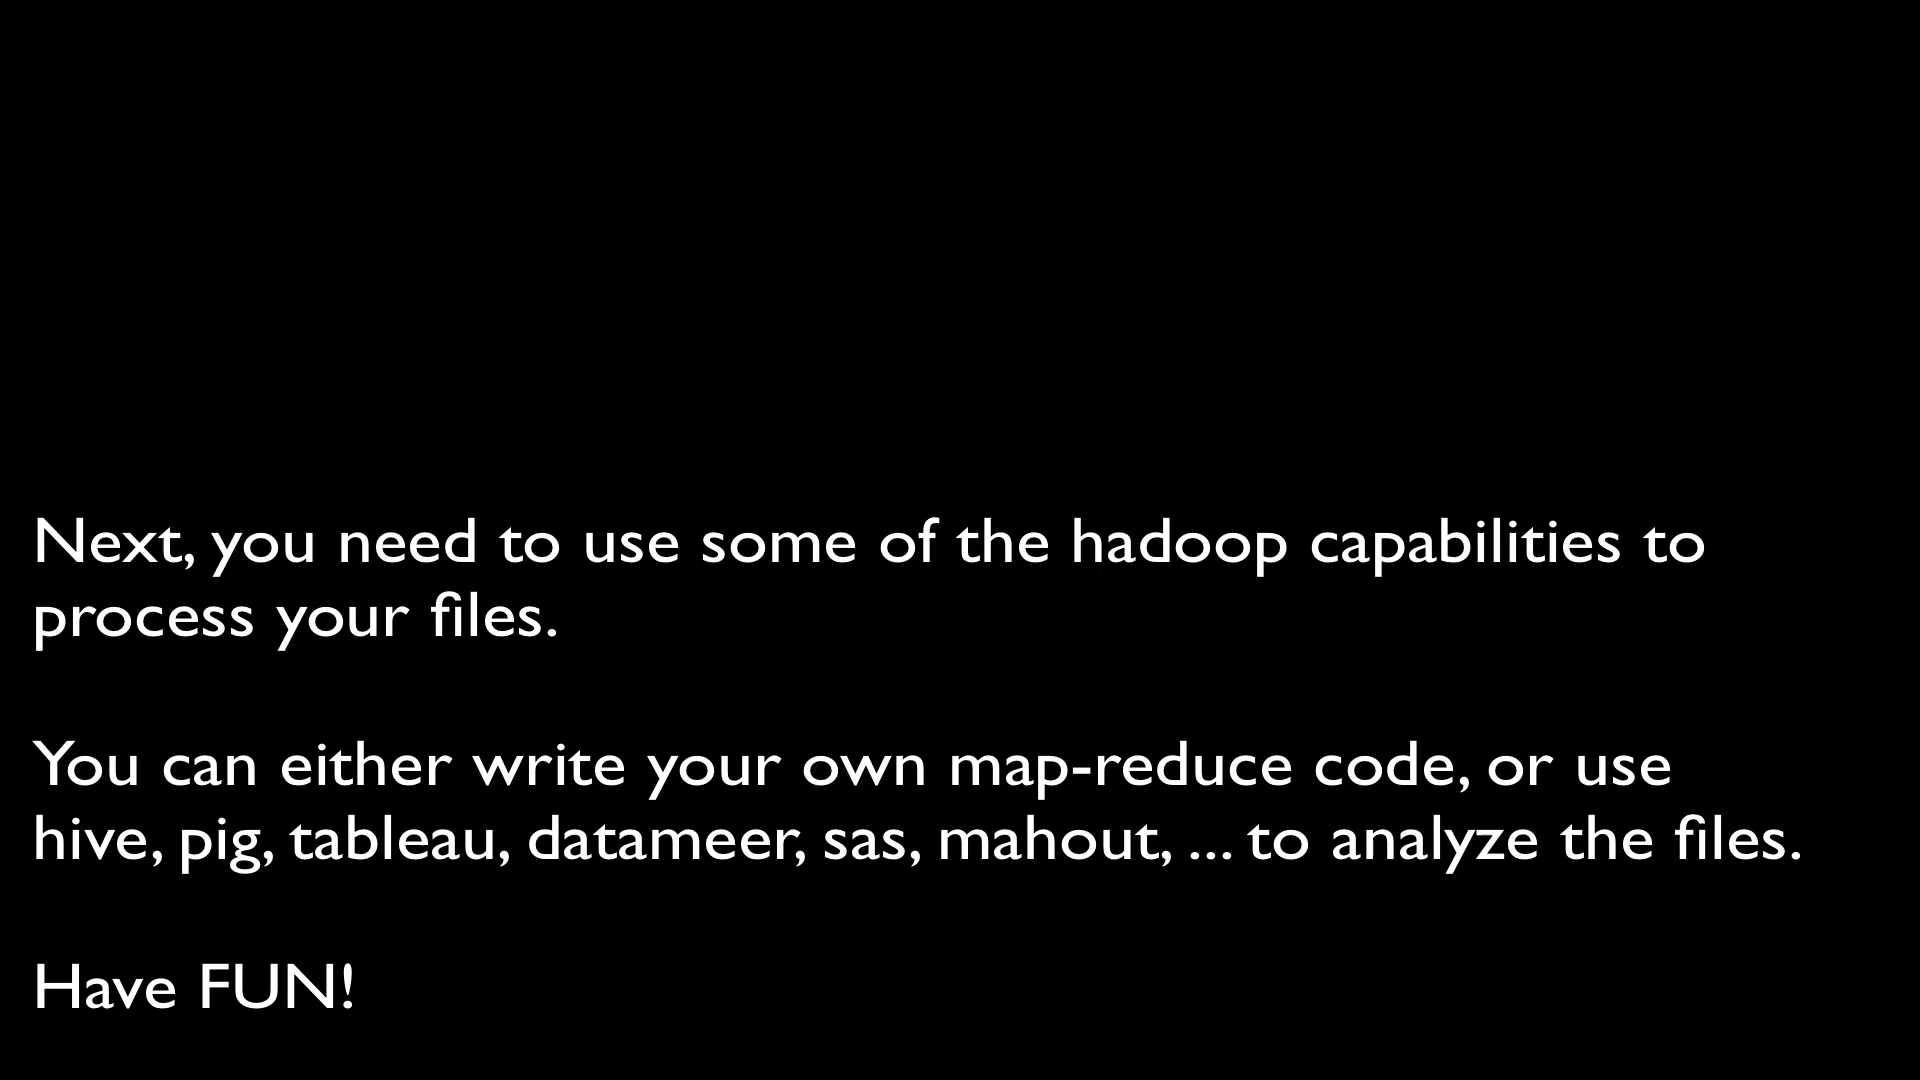 Next, you need to use some of the hadoop capabilities to
process your files.
You can either write your own map-reduce code, or use
hive, pig, tableau, datameer, sas, mahout, ... to analyze the files.
Have FUN!